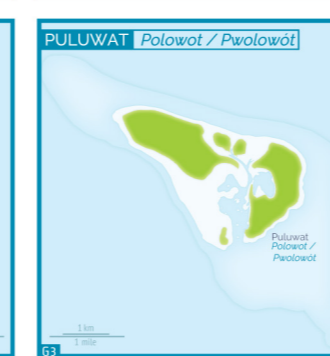 PULUWAT Polowot / Pwolowót
Puluwat
Polowot /
Pwolowót
1 km
1 mile
G3